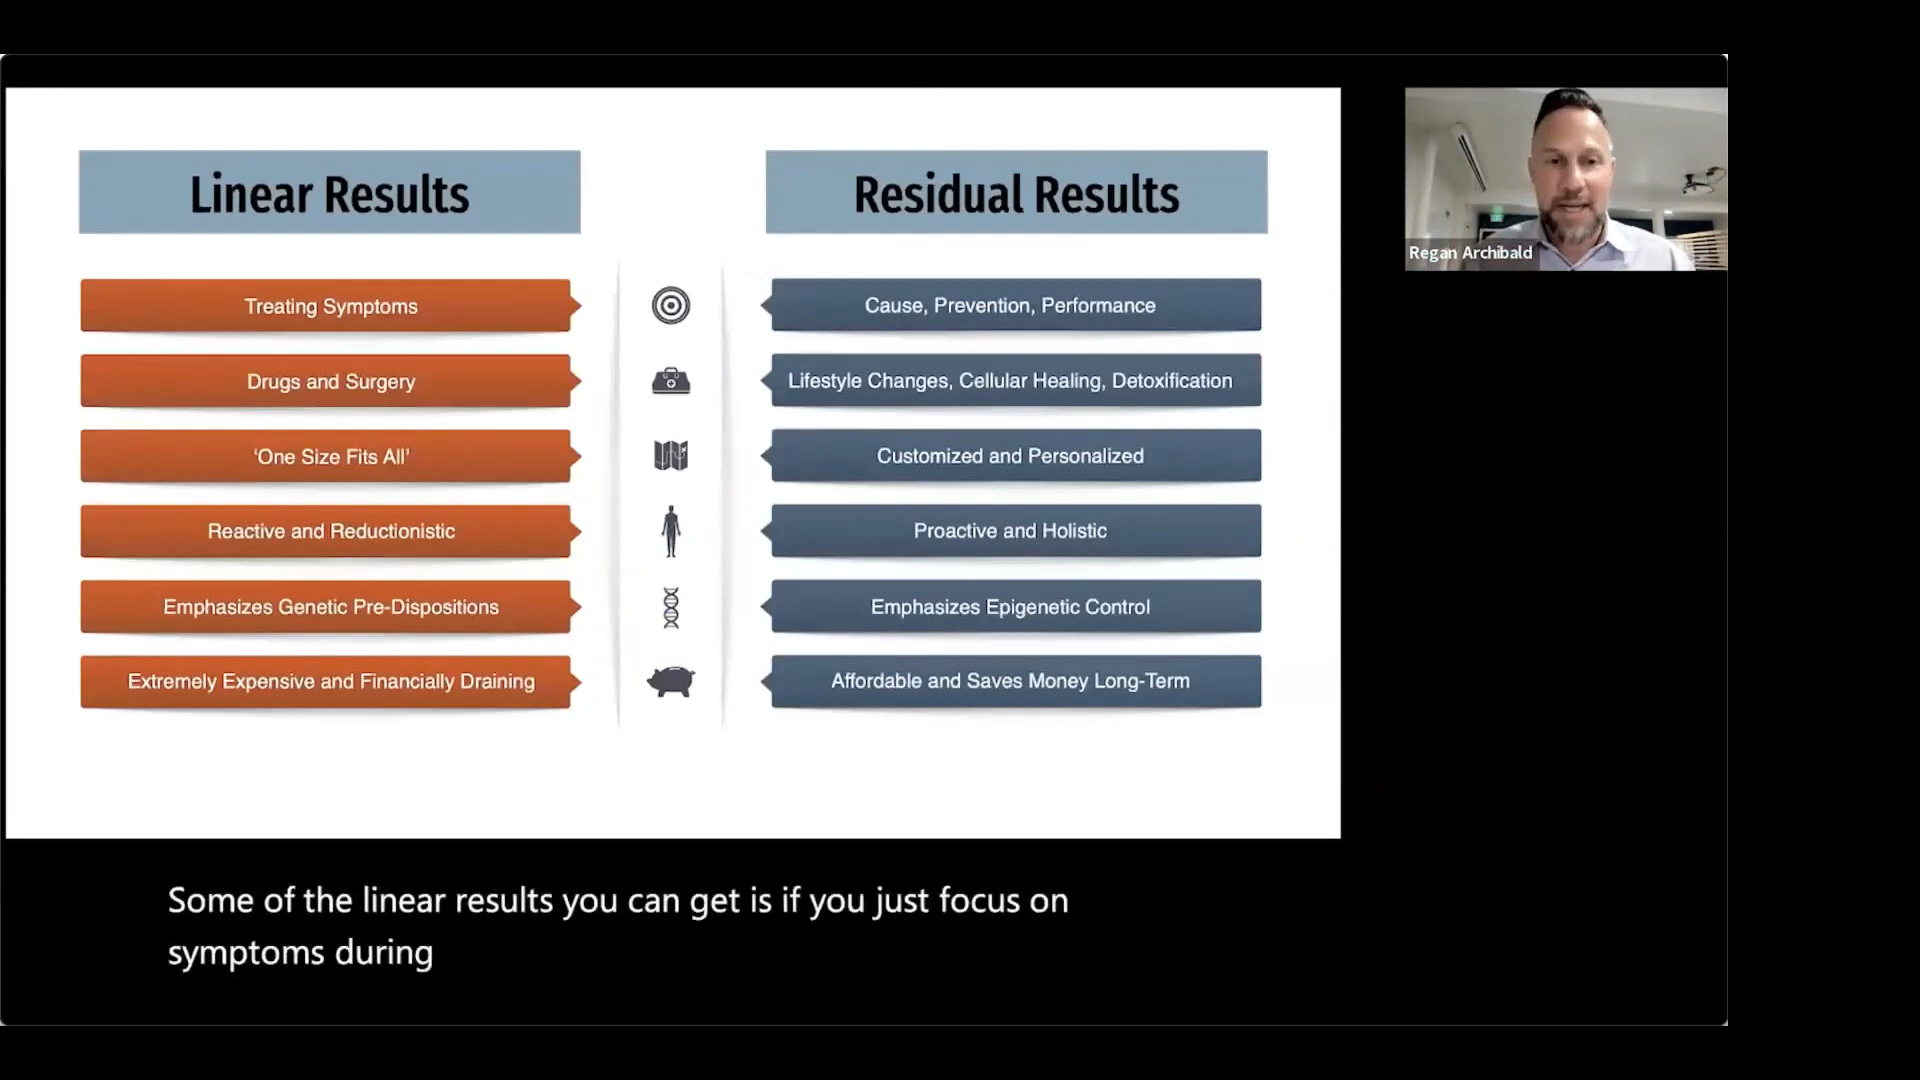 Linear Results
Residual Results
Treating Symptoms
Cause, Prevention, Performance
Drugs and Surgery
Lifestyle Changes, Cellular Healing, Detoxification
‘One Size Fits All’
Customized and Personalized
Reactive and Reductionistic
Proactive and Holistic
Emphasizes Genetic Pre-Dispositions
Emphasizes Epigenetic Control
Extremely Expensive and Financially Draining
Affordable and Saves Money Long-Term
Regan Archibald
Some of the linear results you can get is if you just focus on
symptoms during